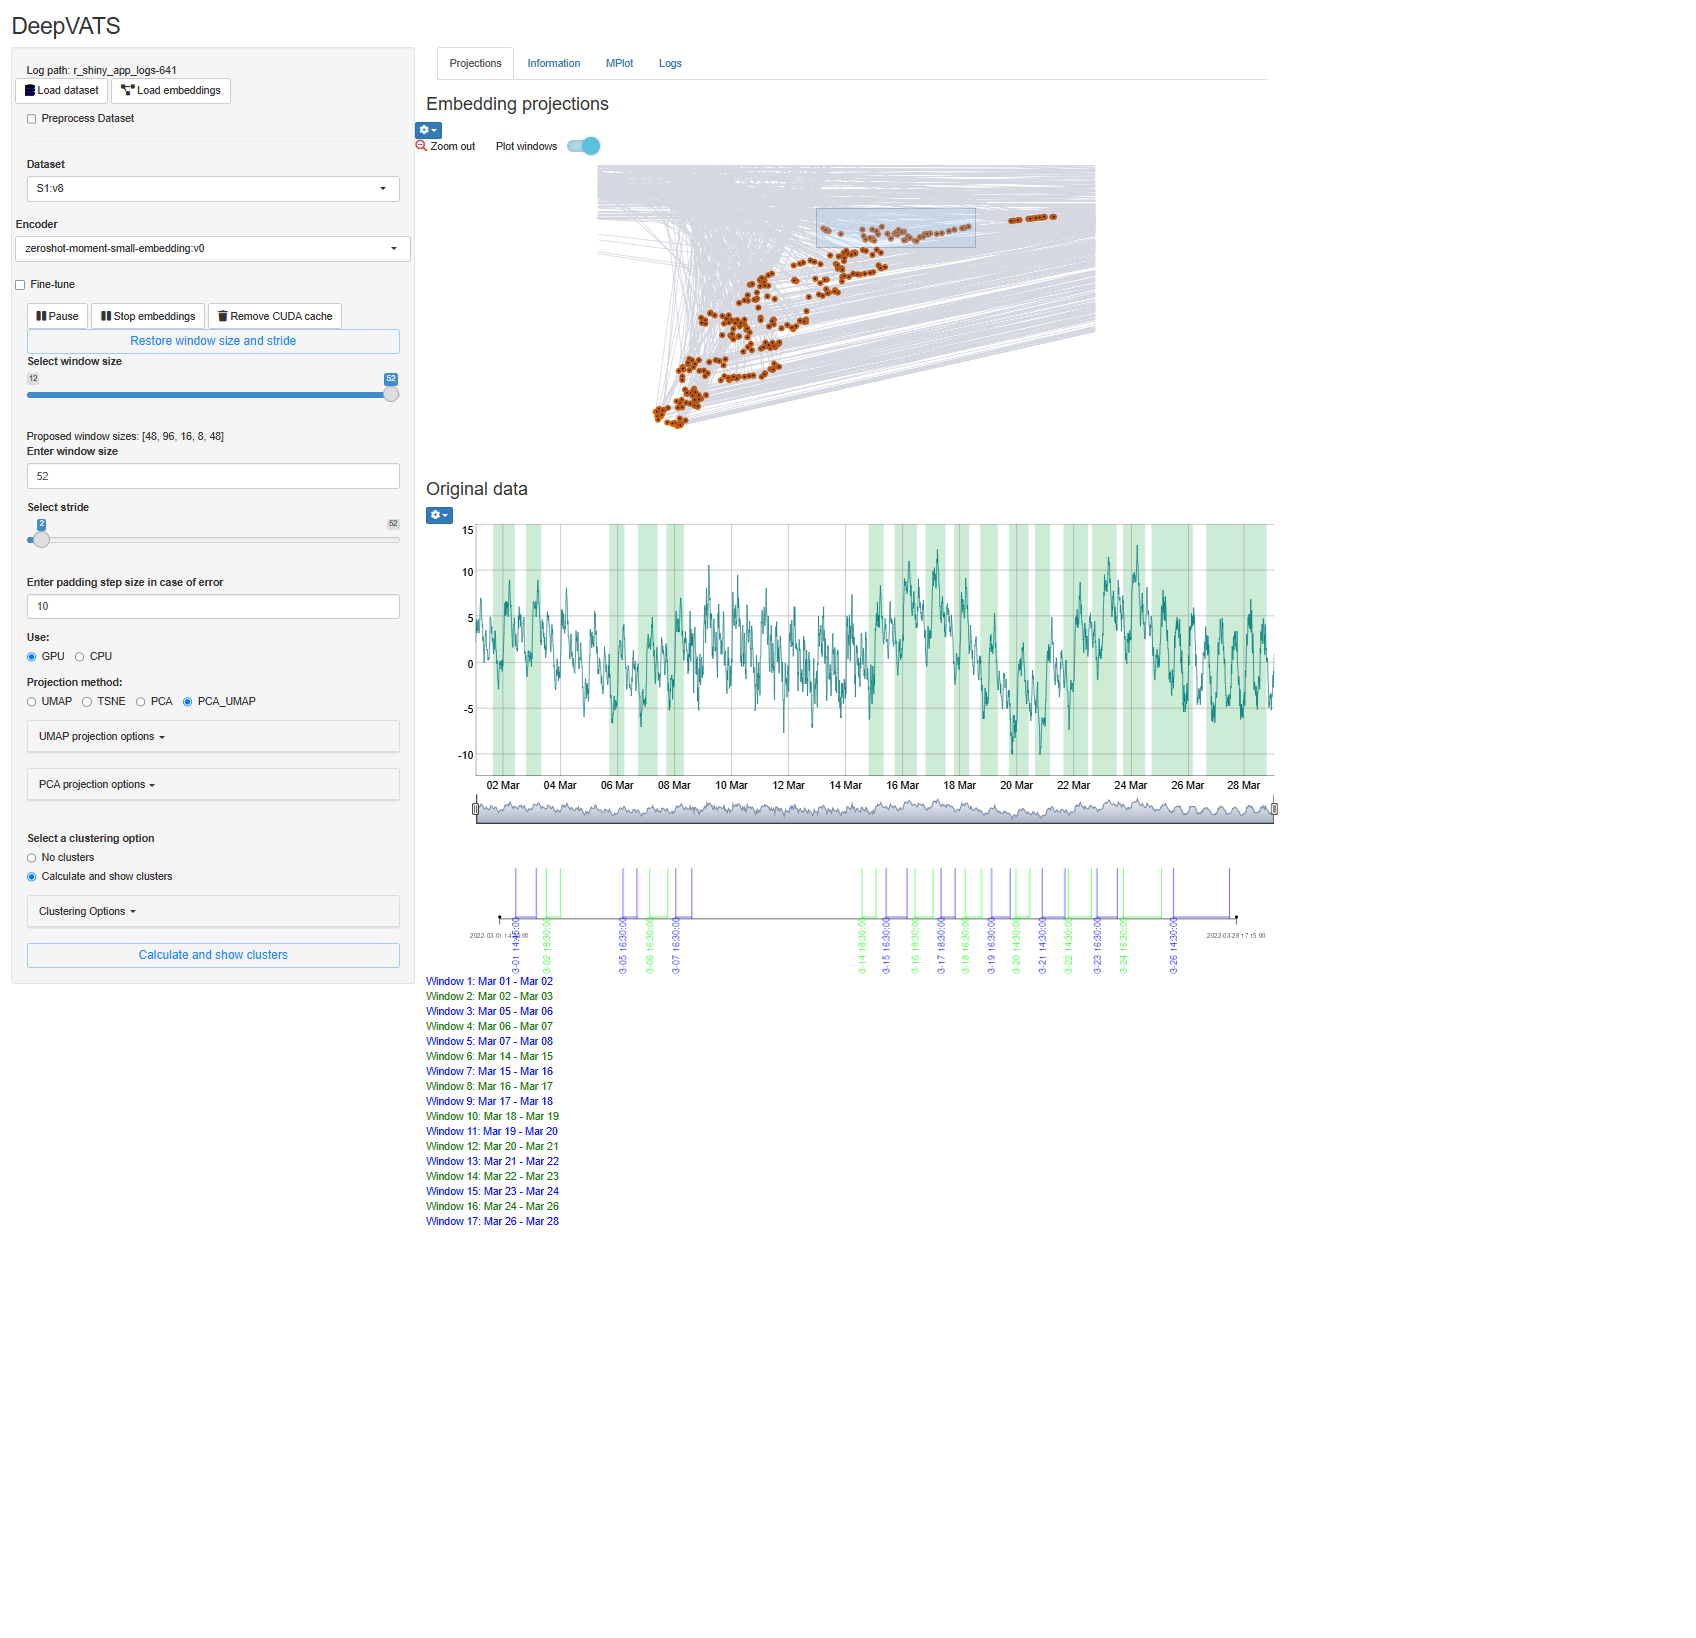 DeepVATS
Log path: r_shiny_app_logs-641
Load dataset Load embeddings
Preprocess Dataset
Dataset
S1:v8
Encoder
zeroshot-moment-small-embedding:v0
Fine-tune
Pause Stop embeddings Remove CUDA cache
Restore window size and stride
Select window size
12 52
Proposed window sizes: [48, 96, 16, 8, 48]
Enter window size
52
Select stride
2 52
Enter padding step size in case of error
10
Use:
GPU CPU
Projection method:
UMAP TSNE PCA PCA_UMAP
UMAP projection options
PCA projection options
Select a clustering option
No clusters
Calculate and show clusters
Clustering Options
Calculate and show clusters
Projections Information MPlot Logs
Embedding projections
Zoom out Plot windows
Original data
15
10
5
0
-5
-10
02 Mar 04 Mar 06 Mar 08 Mar 10 Mar 12 Mar 14 Mar 16 Mar 18 Mar 20 Mar 22 Mar 24 Mar 26 Mar 28 Mar
2022-03-28 17:15:00
3-02 18:30:00
3-05 16:30:00
3-06 16:30:00
3-07 16:30:00
3-14 18:30:00
3-15 16:30:00
3-16 18:30:00
3-17 18:30:00
3-18 16:30:00
3-19 16:30:00
3-20 14:30:00
3-21 14:30:00
3-22 14:30:00
3-23 16:30:00
3-24 16:30:00
3-26 14:30:00
Window 1: Mar 01 - Mar 02
Window 2: Mar 02 - Mar 03
Window 3: Mar 05 - Mar 06
Window 4: Mar 06 - Mar 07
Window 5: Mar 07 - Mar 08
Window 6: Mar 14 - Mar 15
Window 7: Mar 15 - Mar 16
Window 8: Mar 16 - Mar 17
Window 9: Mar 17 - Mar 18
Window 10: Mar 18 - Mar 19
Window 11: Mar 19 - Mar 20
Window 12: Mar 20 - Mar 21
Window 13: Mar 21 - Mar 22
Window 14: Mar 22 - Mar 23
Window 15: Mar 23 - Mar 24
Window 16: Mar 24 - Mar 26
Window 17: Mar 26 - Mar 28